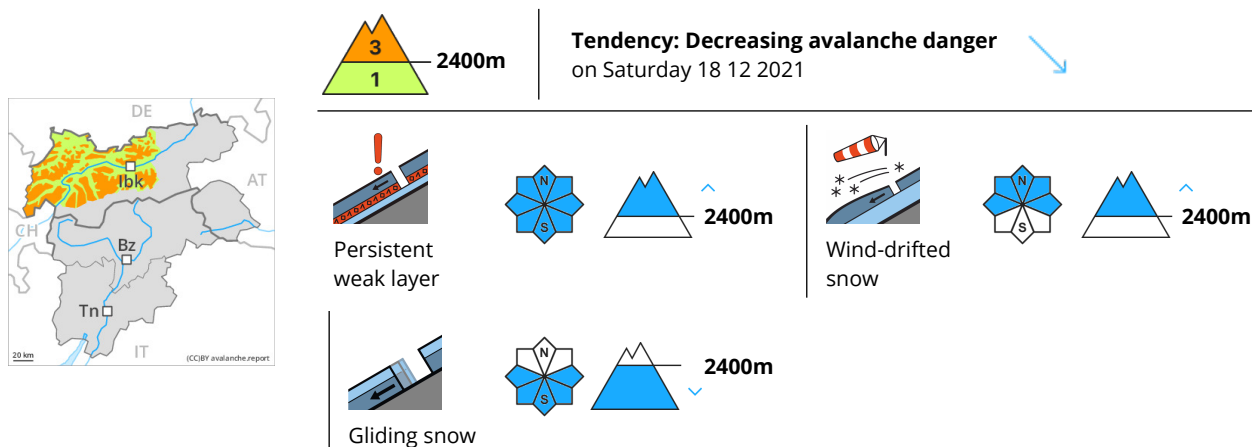 3
1
2400m
Tendency: Decreasing avalanche danger
on Saturday 18 12 2021
DE
AT
CH
IT
Ibk
Bz
Tn
20 km
(CC)BY avalanche.report
N
S
2400m
Persistent
weak layer
N
S
2400m
Wind-drifted
snow
N
S
2400m
Gliding snow